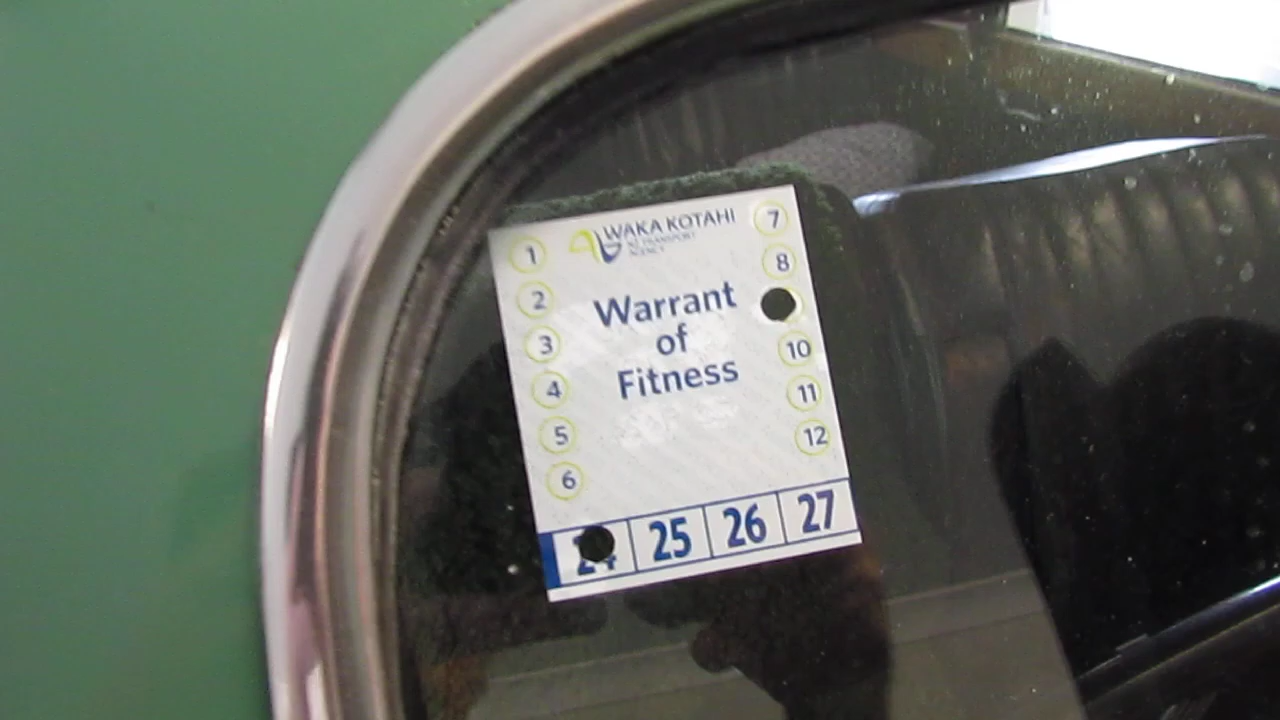 WAKA KOTAHI
NZ TRANSPORT
AGENCY
Warrant
of
Fitness
1
2
3
4
5
6
7
8
10
11
12
24 25 26 27